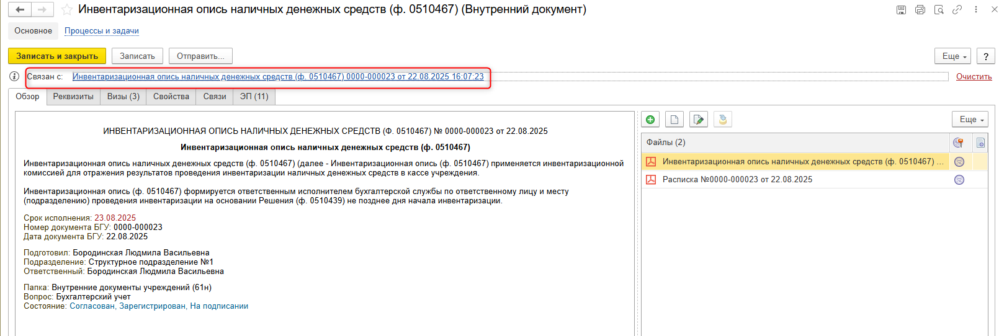 Инвентаризационная опись наличных денежных средств (ф. 0510467) (Внутренний документ)
Основное Процессы и задачи
Записать и закрыть Записать Отправить... Еще ?
Связан с: Инвентаризационная опись наличных денежных средств (ф. 0510467) 0000-000023 от 22.08.2025 16:07:23 Очистить
Обзор Реквизиты Визы (3) Свойства Связи ЭП (11)
ИНВЕНТАРИЗАЦИОННАЯ ОПИСЬ НАЛИЧНЫХ ДЕНЕЖНЫХ СРЕДСТВ (Ф. 0510467) № 0000-000023 от 22.08.2025
Инвентаризационная опись наличных денежных средств (ф. 0510467)
Инвентаризационная опись наличных денежных средств (ф. 0510467) (далее - Инвентаризационная опись (ф. 0510467) применяется инвентаризационной
комиссией для отражения результатов проведения инвентаризации наличных денежных средств в кассе учреждения.
Инвентаризационная опись (ф. 0510467) формируется ответственным исполнителем бухгалтерской службы по ответственному лицу и месту
(подразделению) проведения инвентаризации на основании Решения (ф. 0510439) не позднее дня начала инвентаризации.
Срок исполнения: 23.08.2025
Номер документа БГУ: 0000-000023
Дата документа БГУ: 22.08.2025
Подготовил: Бородинская Людмила Васильевна
Подразделение: Структурное подразделение №1
Ответственный: Бородинская Людмила Васильевна
Папка: Внутренние документы учреждений (61н)
Вопрос: Бухгалтерский учет
Состояние: Согласован, Зарегистрирован, На подписании
Еще
Файлы (2)
Инвентаризационная опись наличных денежных средств (ф. 0510467) ...
Расписка №0000-000023 от 22.08.2025